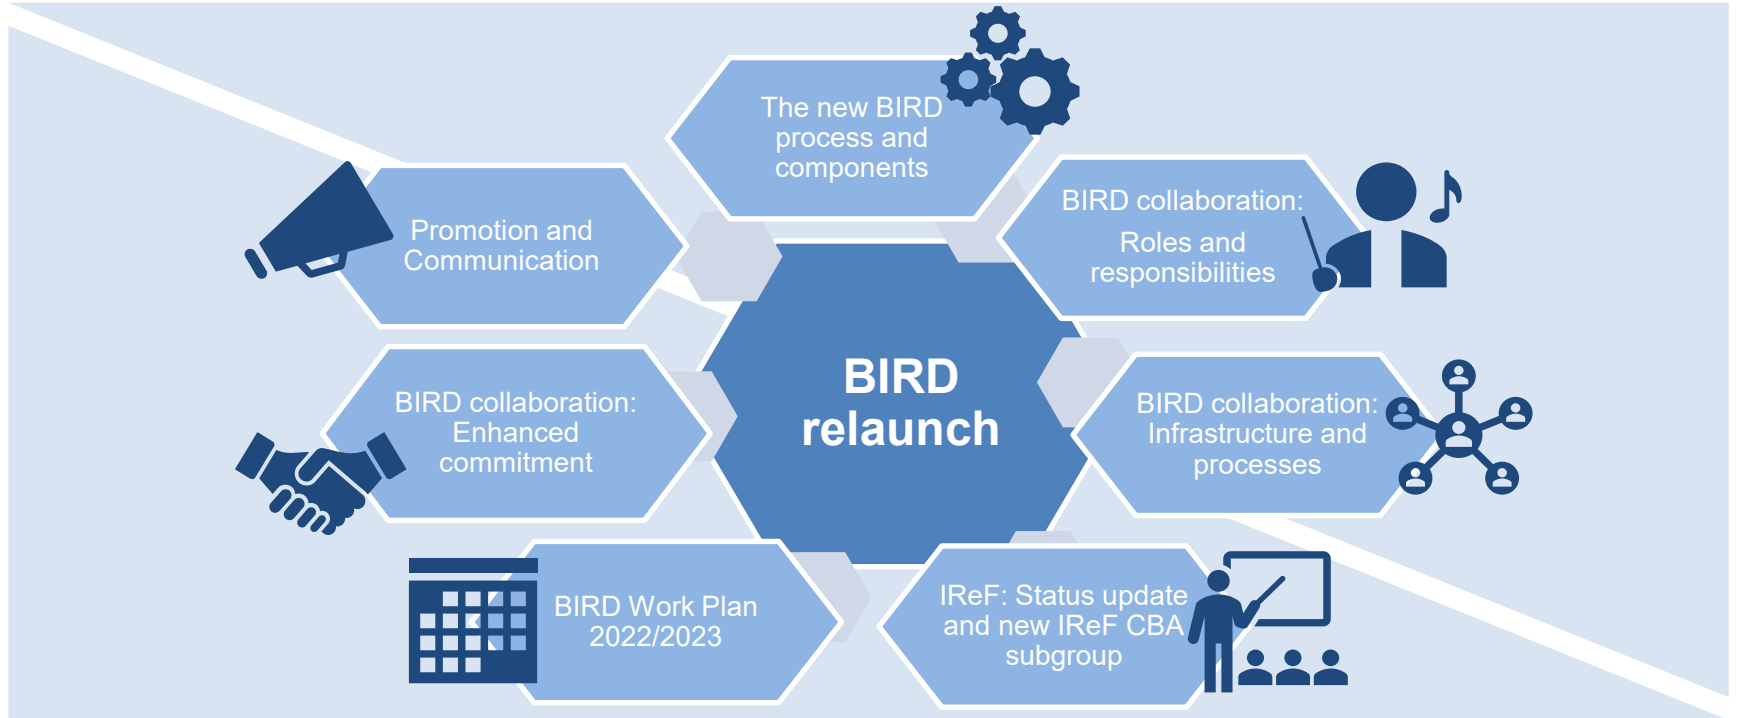 The new BIRD
process and
components
BIRD collaboration:
Roles and
responsibilities
BIRD collaboration:
Infrastructure and
processes
IReF: Status update
and new IReF CBA
subgroup
BIRD Work Plan
2022/2023
BIRD collaboration:
Enhanced
commitment
Promotion and
Communication
BIRD
relaunch